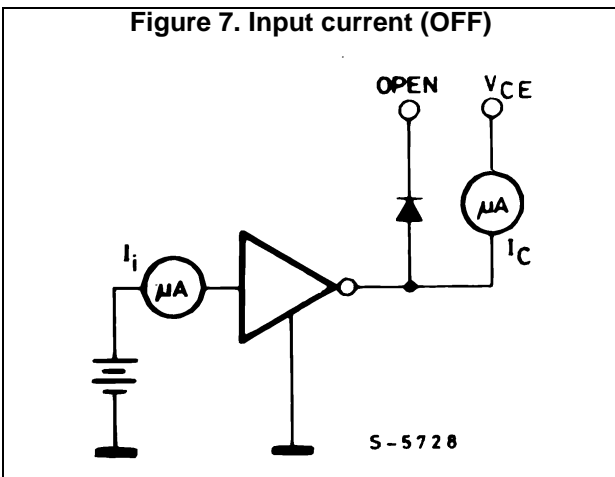 Figure 7. Input current (OFF)
OPEN
VCE
μA
IC
Ii
μA
S-5728